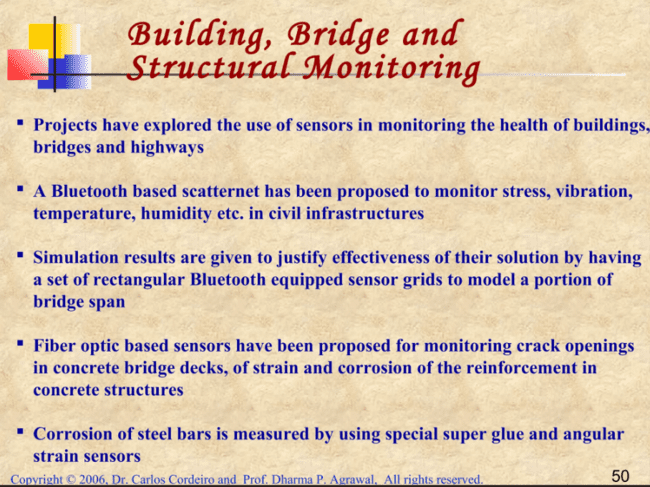 Building, Bridge and
Structural Monitoring
▪ Projects have explored the use of sensors in monitoring the health of buildings,
bridges and highways
▪ A Bluetooth based scatternet has been proposed to monitor stress, vibration,
temperature, humidity etc. in civil infrastructures
▪ Simulation results are given to justify effectiveness of their solution by having
a set of rectangular Bluetooth equipped sensor grids to model a portion of
bridge span
▪ Fiber optic based sensors have been proposed for monitoring crack openings
in concrete bridge decks, of strain and corrosion of the reinforcement in
concrete structures
▪ Corrosion of steel bars is measured by using special super glue and angular
strain sensors
Copyright © 2006, Dr. Carlos Cordeiro and Prof. Dharma P. Agrawal, All rights reserved. 50